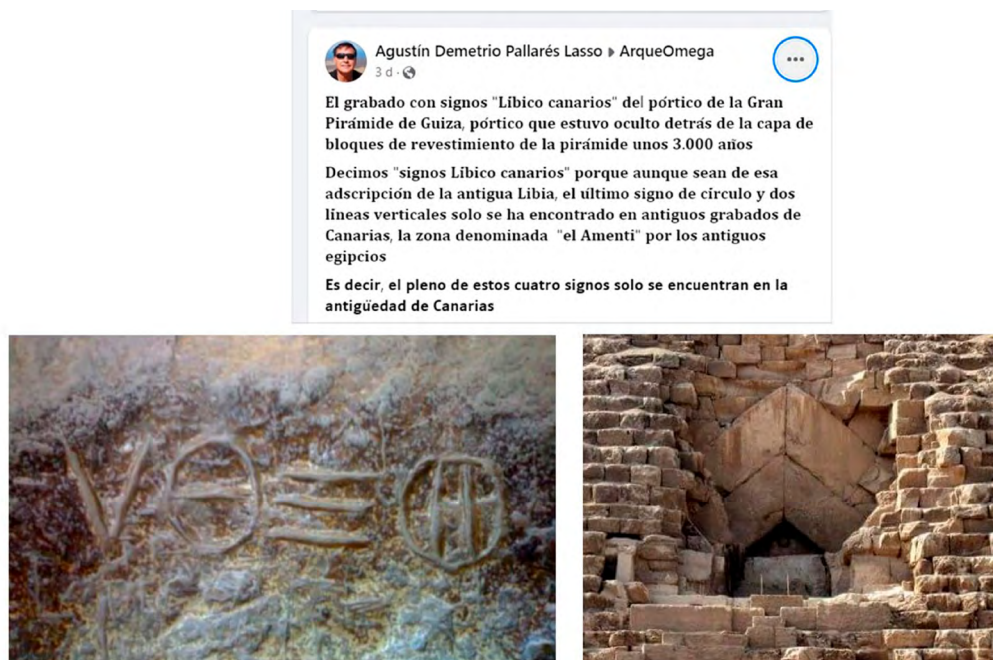 Agustín Demetrio Pallarés Lasso ▸ ArqueOmega
3 d ·
El grabado con signos "Líbico canarios" del pórtico de la Gran
Pirámide de Guiza, pórtico que estuvo oculto detrás de la capa de
bloques de revestimiento de la pirámide unos 3.000 años
Decimos "signos Líbico canarios" porque aunque sean de esa
adscripción de la antigua Libia, el último signo de círculo y dos
líneas verticales solo se ha encontrado en antiguos grabados de
Canarias, la zona denominada "el Amenti" por los antiguos
egipcios
Es decir, el pleno de estos cuatro signos solo se encuentran en la
antigüedad de Canarias